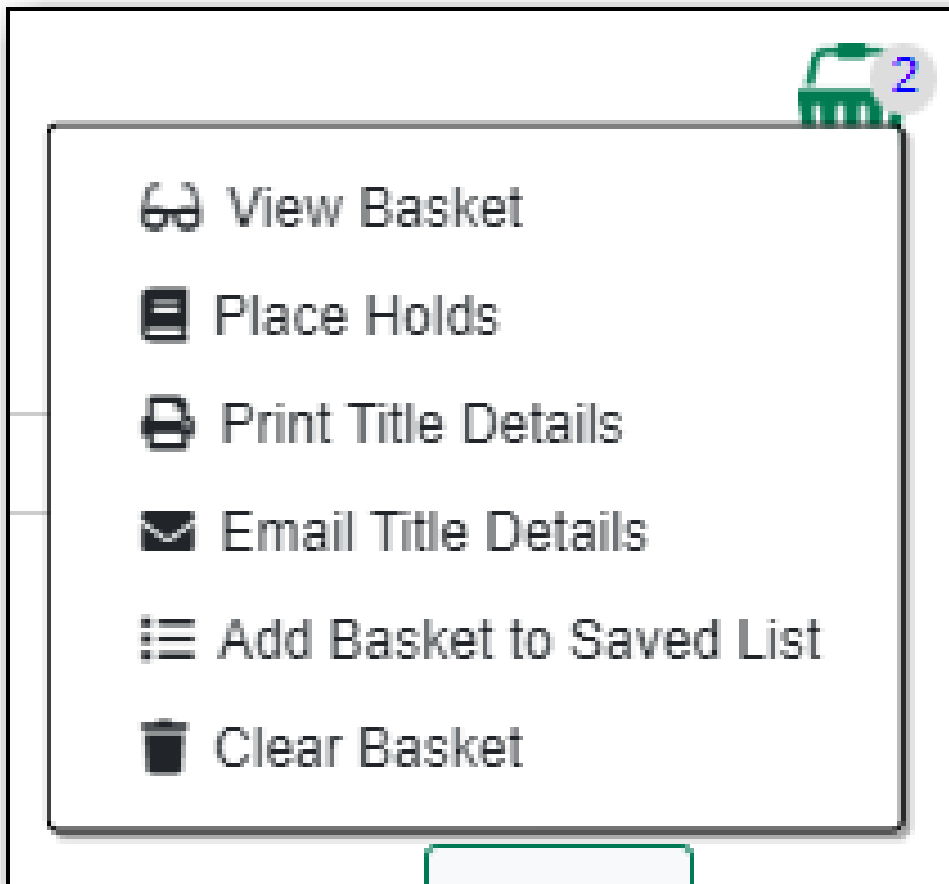 2
View Basket
Place Holds
Print Title Details
Email Title Details
Add Basket to Saved List
Clear Basket